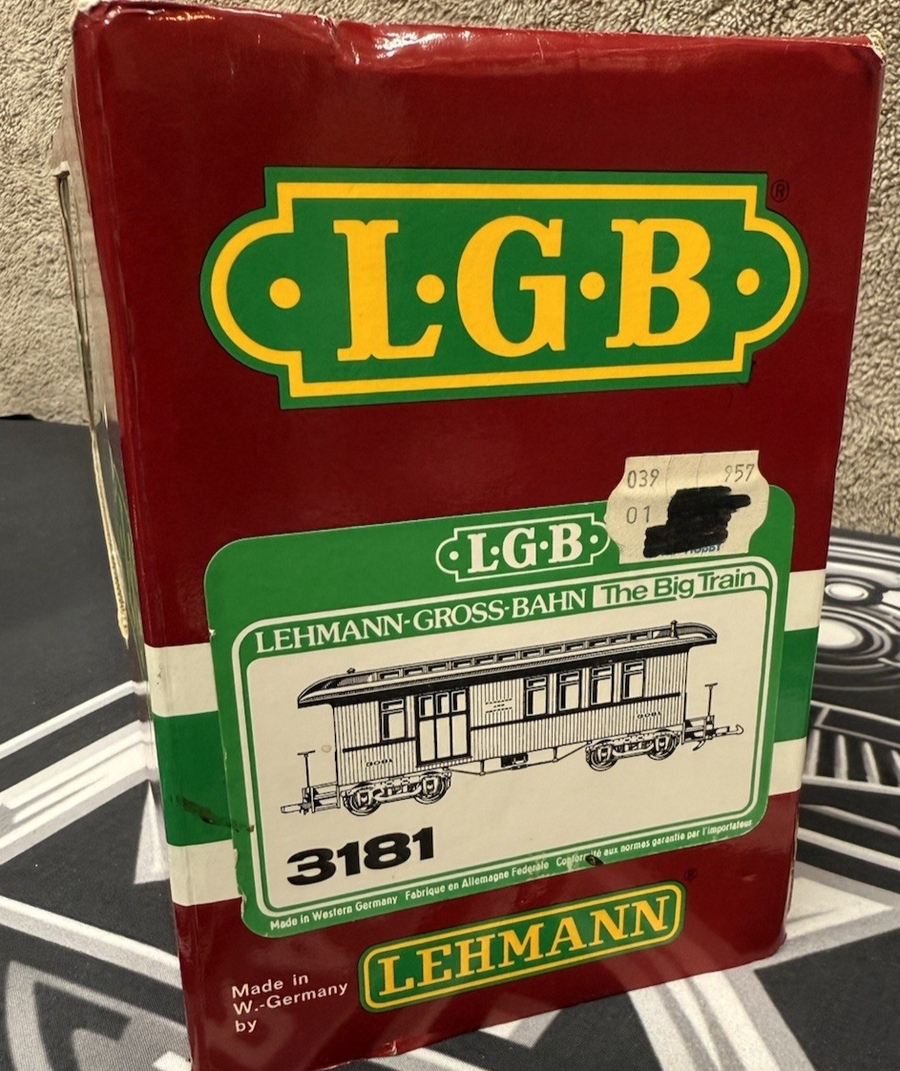 L·G·B ®
039 957
01
L·G·B
LEHMANN-GROSS-BAHN The Big Train
3181
Made in Western Germany Fabrique en Allemagne Federale Conformité aux normes garantie par l'importateur
LEHMANN ®
Made in
W.-Germany
by